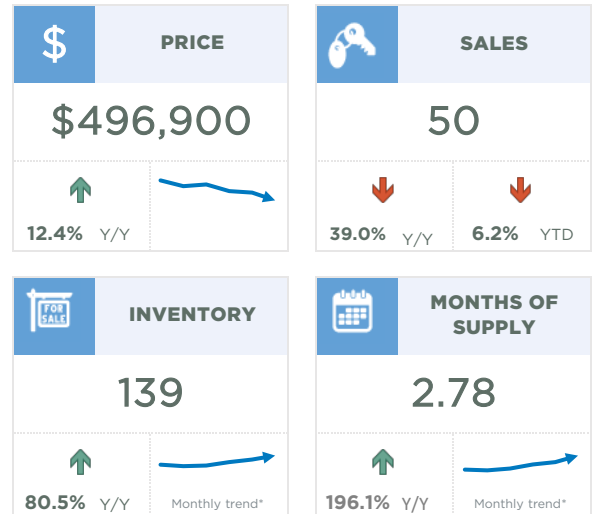 $
PRICE
$496,900
12.4% Y/Y
SALES
50
39.0% Y/Y
6.2% YTD
FOR
SALE
INVENTORY
139
80.5% Y/Y
Monthly trend*
MONTHS OF
SUPPLY
2.78
196.1% Y/Y
Monthly trend*